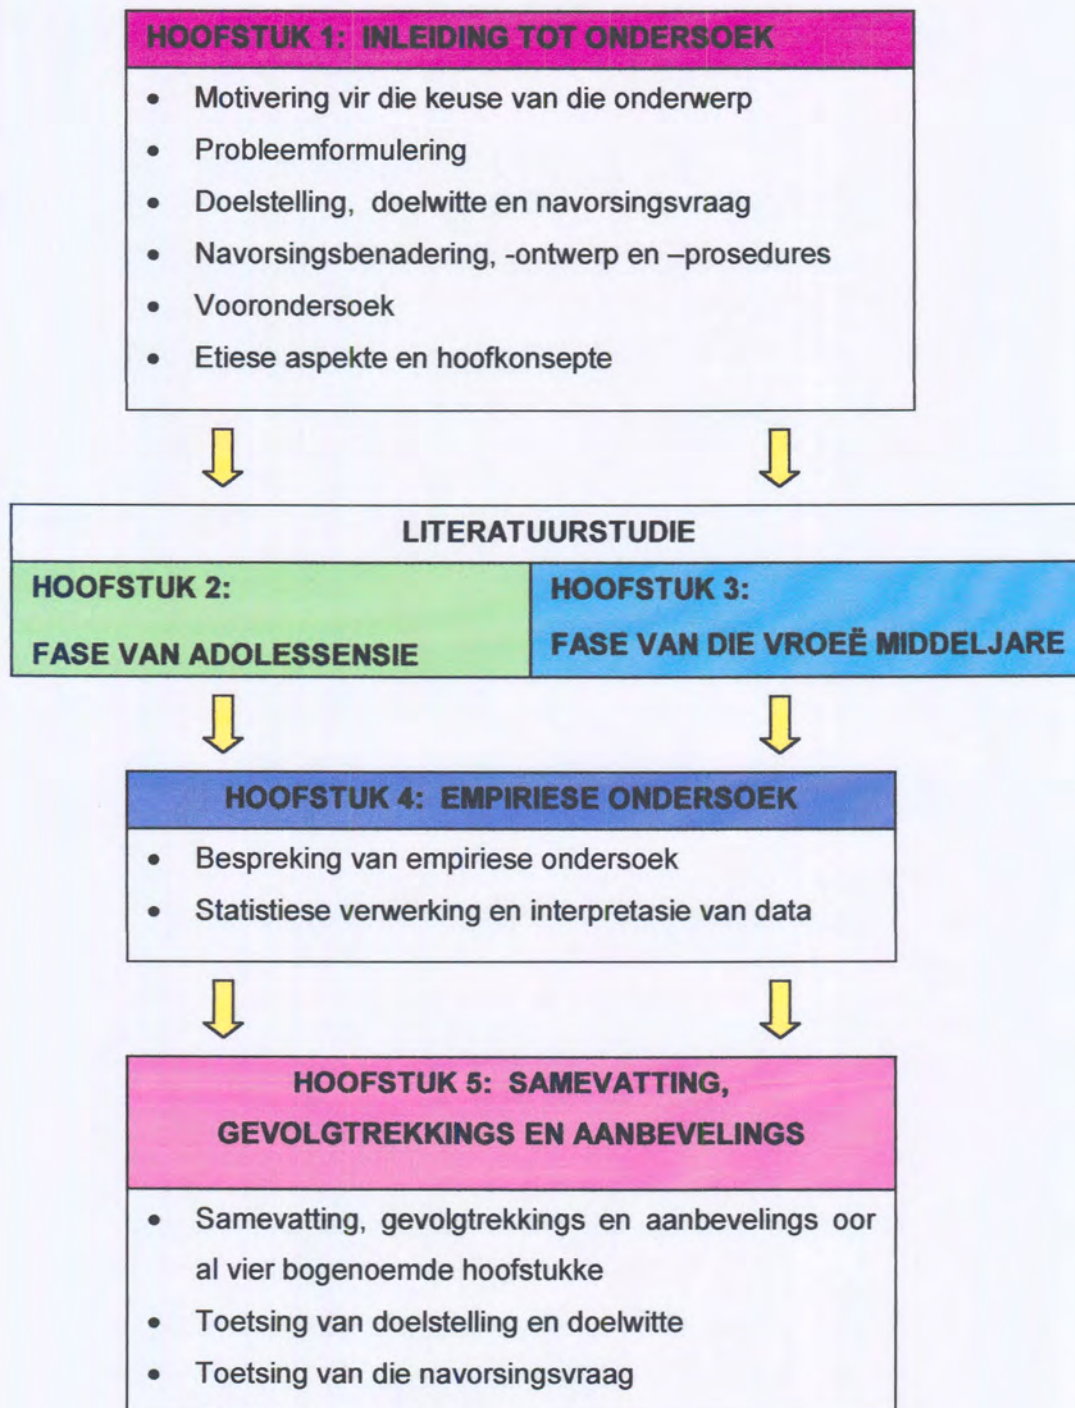 HOOFSTUK 1: INLEIDING TOT ONDERSOEK
• Motivering vir die keuse van die onderwerp
• Probleemformulering
• Doelstelling, doelwitte en navorsingsvraag
• Navorsingsbenadering, -ontwerp en –prosedures
• Voorondersoek
• Etiese aspekte en hoofkonsepte
LITERATUURSTUDIE
HOOFSTUK 2:
FASE VAN ADOLESSENSIE
HOOFSTUK 3:
FASE VAN DIE VROEË MIDDELJARE
HOOFSTUK 4: EMPIRIESE ONDERSOEK
• Bespreking van empiriese ondersoek
• Statistiese verwerking en interpretasie van data
HOOFSTUK 5: SAMEVATTING,
GEVOLGTREKKINGS EN AANBEVELINGS
• Samevatting, gevolgtrekkings en aanbevelings oor
al vier bogenoemde hoofstukke
• Toetsing van doelstelling en doelwitte
• Toetsing van die navorsingsvraag